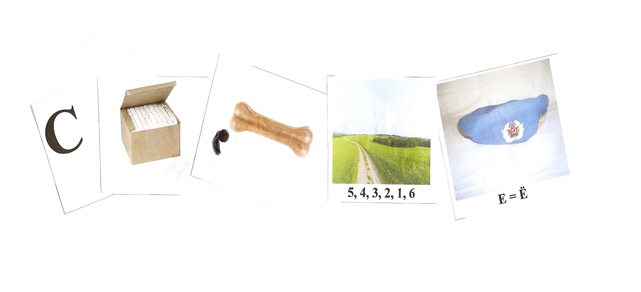 С
,
5, 4, 3, 2, 1, 6
Е = Ё